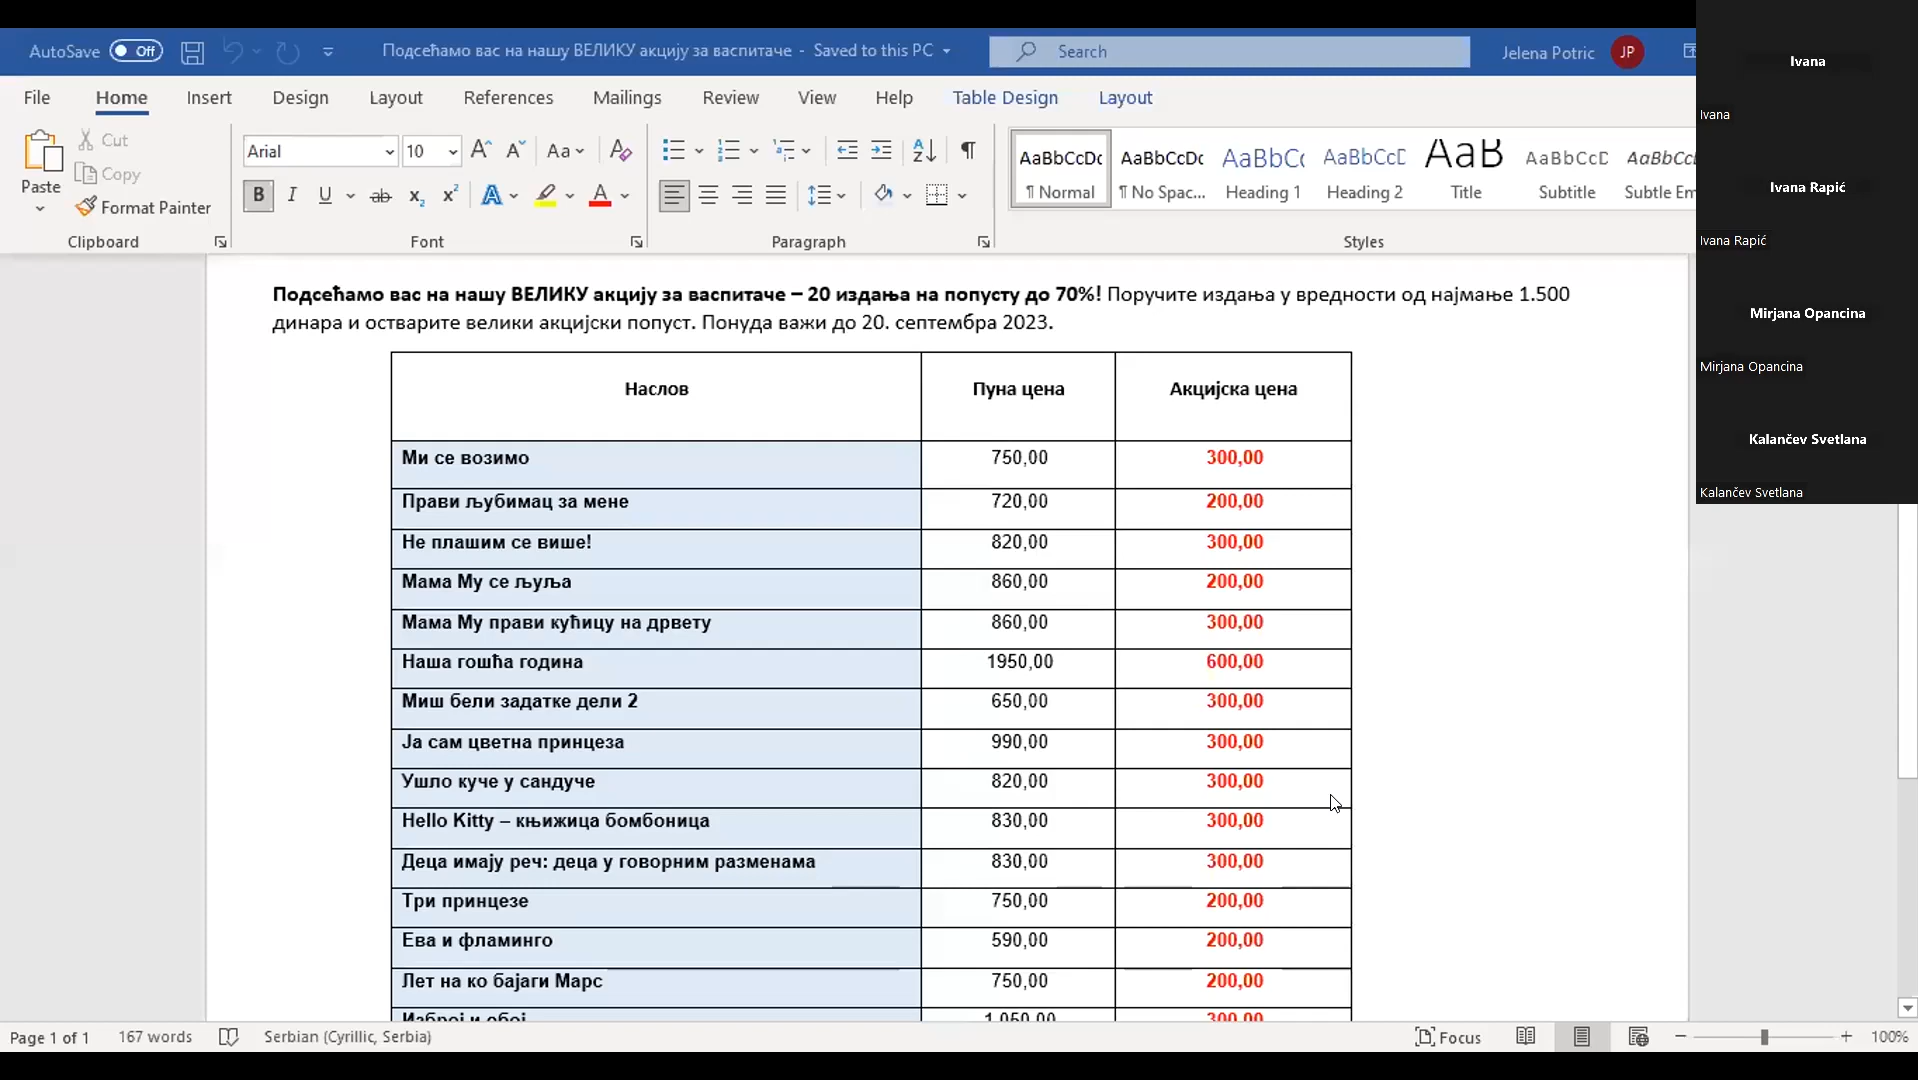 AutoSave Off Подсећамо вас на нашу ВЕЛИКУ акцију за васпитаче - Saved to this PC Search Jelena Potric JP
File Home Insert Design Layout References Mailings Review View Help Table Design Layout
Paste Cut Copy Format Painter
Arial 10
AaBbCcDc AaBbCcDc AaBbCc AaBbCcD AaB AaBbCcD AaBbCcD
¶ Normal ¶ No Spac... Heading 1 Heading 2 Title Subtitle Subtle Em
Clipboard Font Paragraph Styles
Подсећамо вас на нашу ВЕЛИКУ акцију за васпитаче – 20 издања на попусту до 70%! Поручите издања у вредности од најмање 1.500
динара и остварите велики акцијски попуст. Понуда важи до 20. септембра 2023.
Наслов Пуна цена Акцијска цена
Ми се возимо 750,00 300,00
Прави љубимац за мене 720,00 200,00
Не плашим се више! 820,00 300,00
Мама Му се љуља 860,00 200,00
Мама Му прави кућицу на дрвету 860,00 300,00
Наша гошћа година 1950,00 600,00
Миш бели задатке дели 2 650,00 300,00
Ја сам цветна принцеза 990,00 300,00
Ушло куче у сандуче 820,00 300,00
Hello Kitty – књижица бомбоница 830,00 300,00
Деца имају реч: деца у говорним разменама 830,00 300,00
Три принцезе 750,00 200,00
Ева и фламинго 590,00 200,00
Лет на ко бајаги Марс 750,00 200,00
Изброј и обој 1.050,00 300,00
Page 1 of 1 167 words Serbian (Cyrillic, Serbia) Focus 100%
Ivana
Ivana
Ivana Rapić
Ivana Rapić
Mirjana Opancina
Mirjana Opancina
Kalančev Svetlana
Kalančev Svetlana